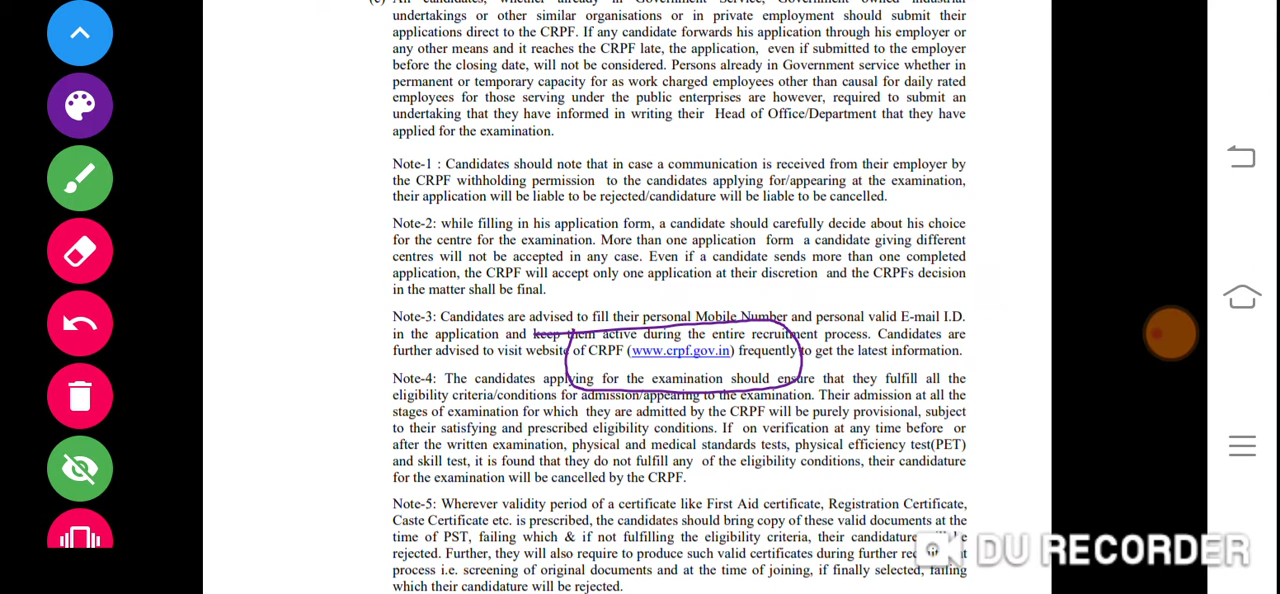 (c) All candidates, whether already in Government Service, Government owned industrial
undertakings or other similar organisations or in private employment should submit their
applications direct to the CRPF. If any candidate forwards his application through his employer or
any other means and it reaches the CRPF late, the application, even if submitted to the employer
before the closing date, will not be considered. Persons already in Government service whether in
permanent or temporary capacity for as work charged employees other than causal for daily rated
employees for those serving under the public enterprises are however, required to submit an
undertaking that they have informed in writing their Head of Office/Department that they have
applied for the examination.
Note-1 : Candidates should note that in case a communication is received from their employer by
the CRPF withholding permission to the candidates applying for/appearing at the examination,
their application will be liable to be rejected/candidature will be liable to be cancelled.
Note-2: while filling in his application form, a candidate should carefully decide about his choice
for the centre for the examination. More than one application form a candidate giving different
centres will not be accepted in any case. Even if a candidate sends more than one completed
application, the CRPF will accept only one application at their discretion and the CRPFs decision
in the matter shall be final.
Note-3: Candidates are advised to fill their personal Mobile Number and personal valid E-mail I.D.
in the application and keep them active during the entire recruitment process. Candidates are
further advised to visit website of CRPF (www.crpf.gov.in) frequently to get the latest information.
Note-4: The candidates applying for the examination should ensure that they fulfill all the
eligibility criteria/conditions for admission/appearing to the examination. Their admission at all the
stages of examination for which they are admitted by the CRPF will be purely provisional, subject
to their satisfying and prescribed eligibility conditions. If on verification at any time before or
after the written examination, physical and medical standards tests, physical efficiency test(PET)
and skill test, it is found that they do not fulfill any of the eligibility conditions, their candidature
for the examination will be cancelled by the CRPF.
Note-5: Wherever validity period of a certificate like First Aid certificate, Registration Certificate,
Caste Certificate etc. is prescribed, the candidates should bring copy of these valid documents at the
time of PST, failing which & if not fulfilling the eligibility criteria, their candidature be
rejected. Further, they will also require to produce such valid certificates during further
process i.e. screening of original documents and at the time of joining, if finally selected, failing
which their candidature will be rejected.
DU RECORDER